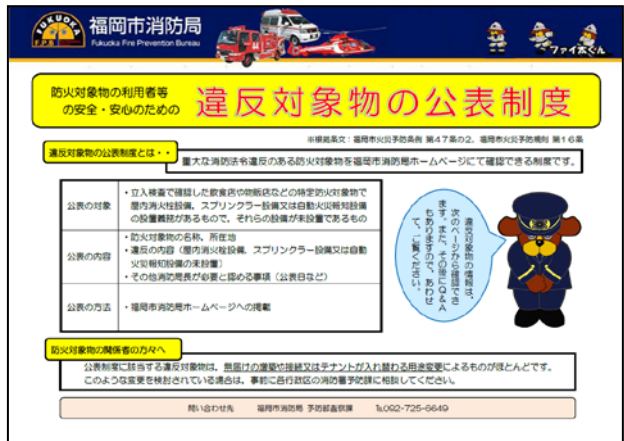 FUKUOKA
F.P.B
福岡市消防局
Fukuoka Fire Prevention Bureau
ファイ太くん
防火対象物の利用者等
の安全・安心のための
違反対象物の公表制度
※根拠条文：福岡市火災予防条例 第47条の2、福岡市火災予防規則 第16条
違反対象物の公表制度とは・・
重大な消防法令違反のある防火対象物を福岡市消防局ホームページにて確認できる制度です。
公表の対象
・立入検査で確認した飲食店や物販店などの特定防火対象物で
屋内消火栓設備、スプリンクラー設備又は自動火災報知設備
の設置義務があるもので、それらの設備が未設置であるもの
公表の内容
・防火対象物の名称、所在地
・違反の内容（屋内消火栓設備、スプリンクラー設備又は自動
火災報知設備の未設置）
・その他消防局長が必要と認める事項（公表日など）
公表の方法
・福岡市消防局ホームページへの掲載
違反対象物の情報は、
次のページから確認でき
ます。また、その後にQ&A
もありますので、あわせ
て、ご覧ください。
防火対象物の関係者の方々へ
公表制度に該当する違反対象物は、無届けの増築や接続又はテナントが入れ替わる用途変更によるものがほとんどです。
このような変更を検討されている場合は、事前に各行政区の消防署予防課に相談してください。
問い合わせ先 福岡市消防局 予防部査察課 ℡092-725-6649